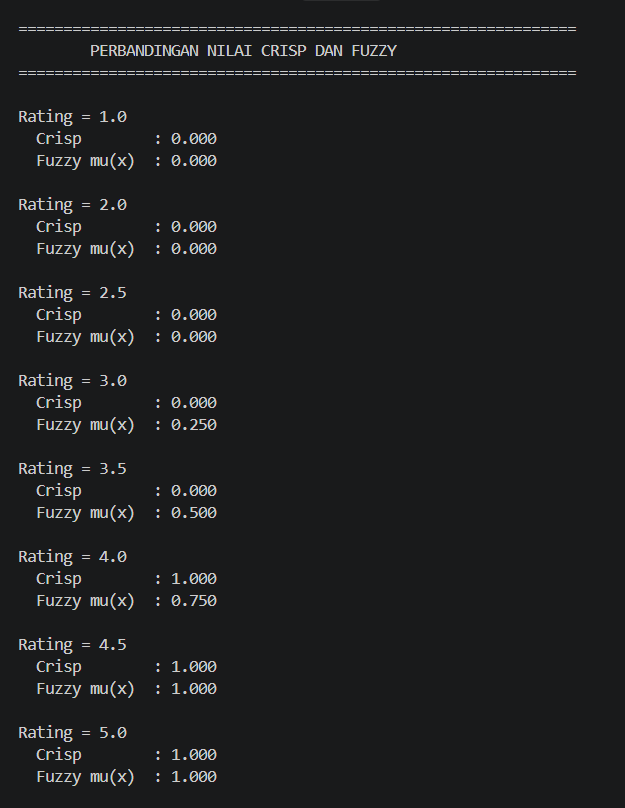 ==============================================================
        PERBANDINGAN NILAI CRISP DAN FUZZY
==============================================================

Rating = 1.0
  Crisp        : 0.000
  Fuzzy mu(x)  : 0.000

Rating = 2.0
  Crisp        : 0.000
  Fuzzy mu(x)  : 0.000

Rating = 2.5
  Crisp        : 0.000
  Fuzzy mu(x)  : 0.000

Rating = 3.0
  Crisp        : 0.000
  Fuzzy mu(x)  : 0.250

Rating = 3.5
  Crisp        : 0.000
  Fuzzy mu(x)  : 0.500

Rating = 4.0
  Crisp        : 1.000
  Fuzzy mu(x)  : 0.750

Rating = 4.5
  Crisp        : 1.000
  Fuzzy mu(x)  : 1.000

Rating = 5.0
  Crisp        : 1.000
  Fuzzy mu(x)  : 1.000